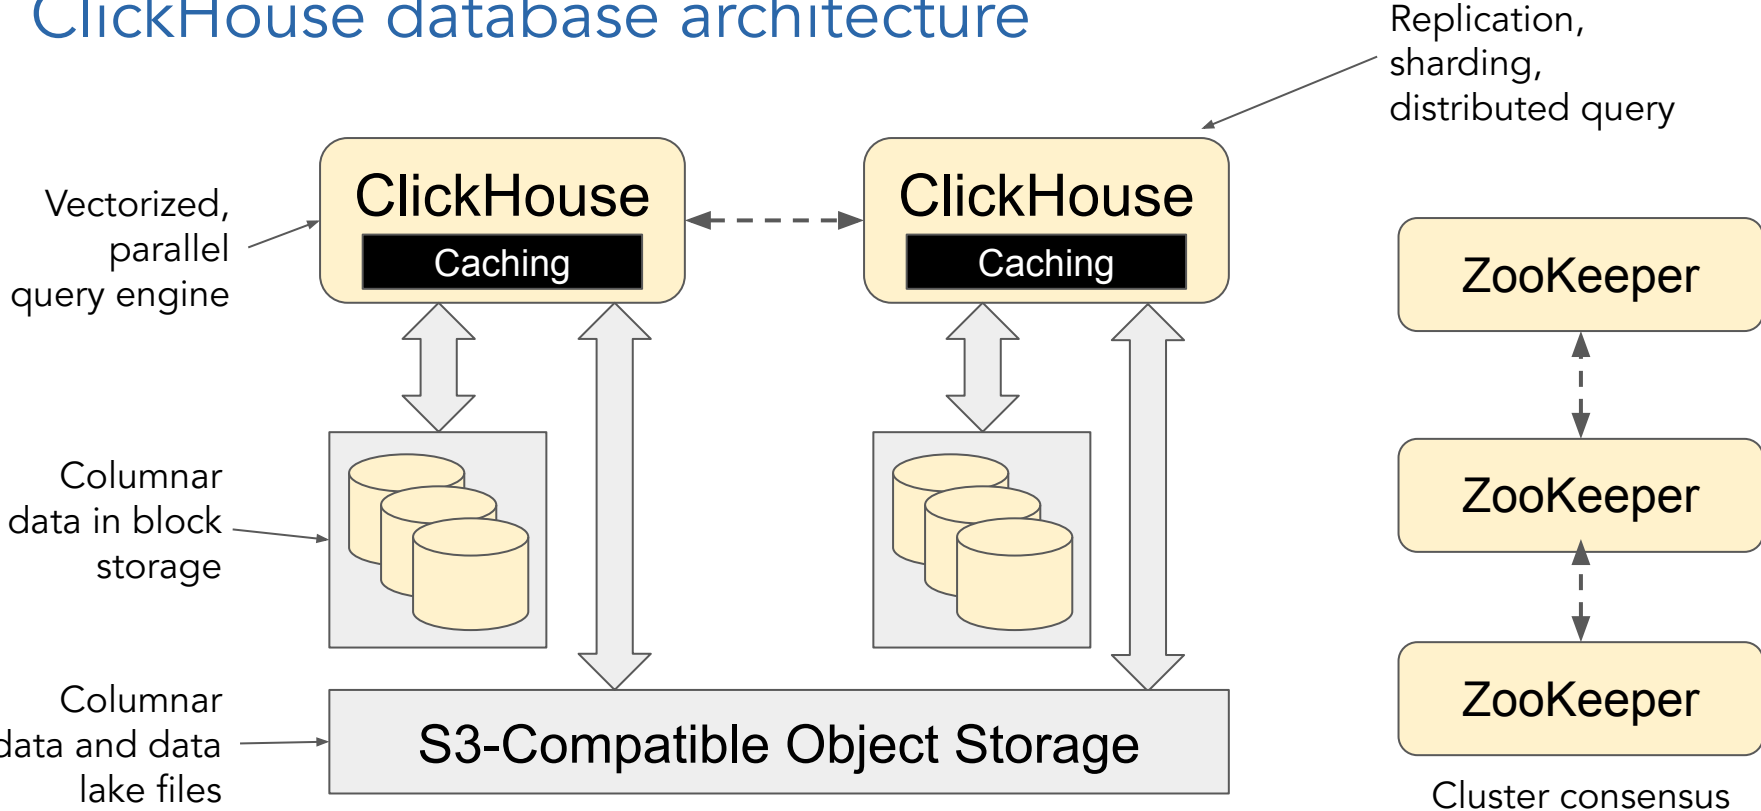 ClickHouse database architecture
Replication,
sharding,
distributed query
ClickHouse
Caching
ClickHouse
Caching
Vectorized,
parallel
query engine
ZooKeeper
ZooKeeper
ZooKeeper
Cluster consensus
Columnar
data in block
storage
Columnar
data and data
lake files
S3-Compatible Object Storage